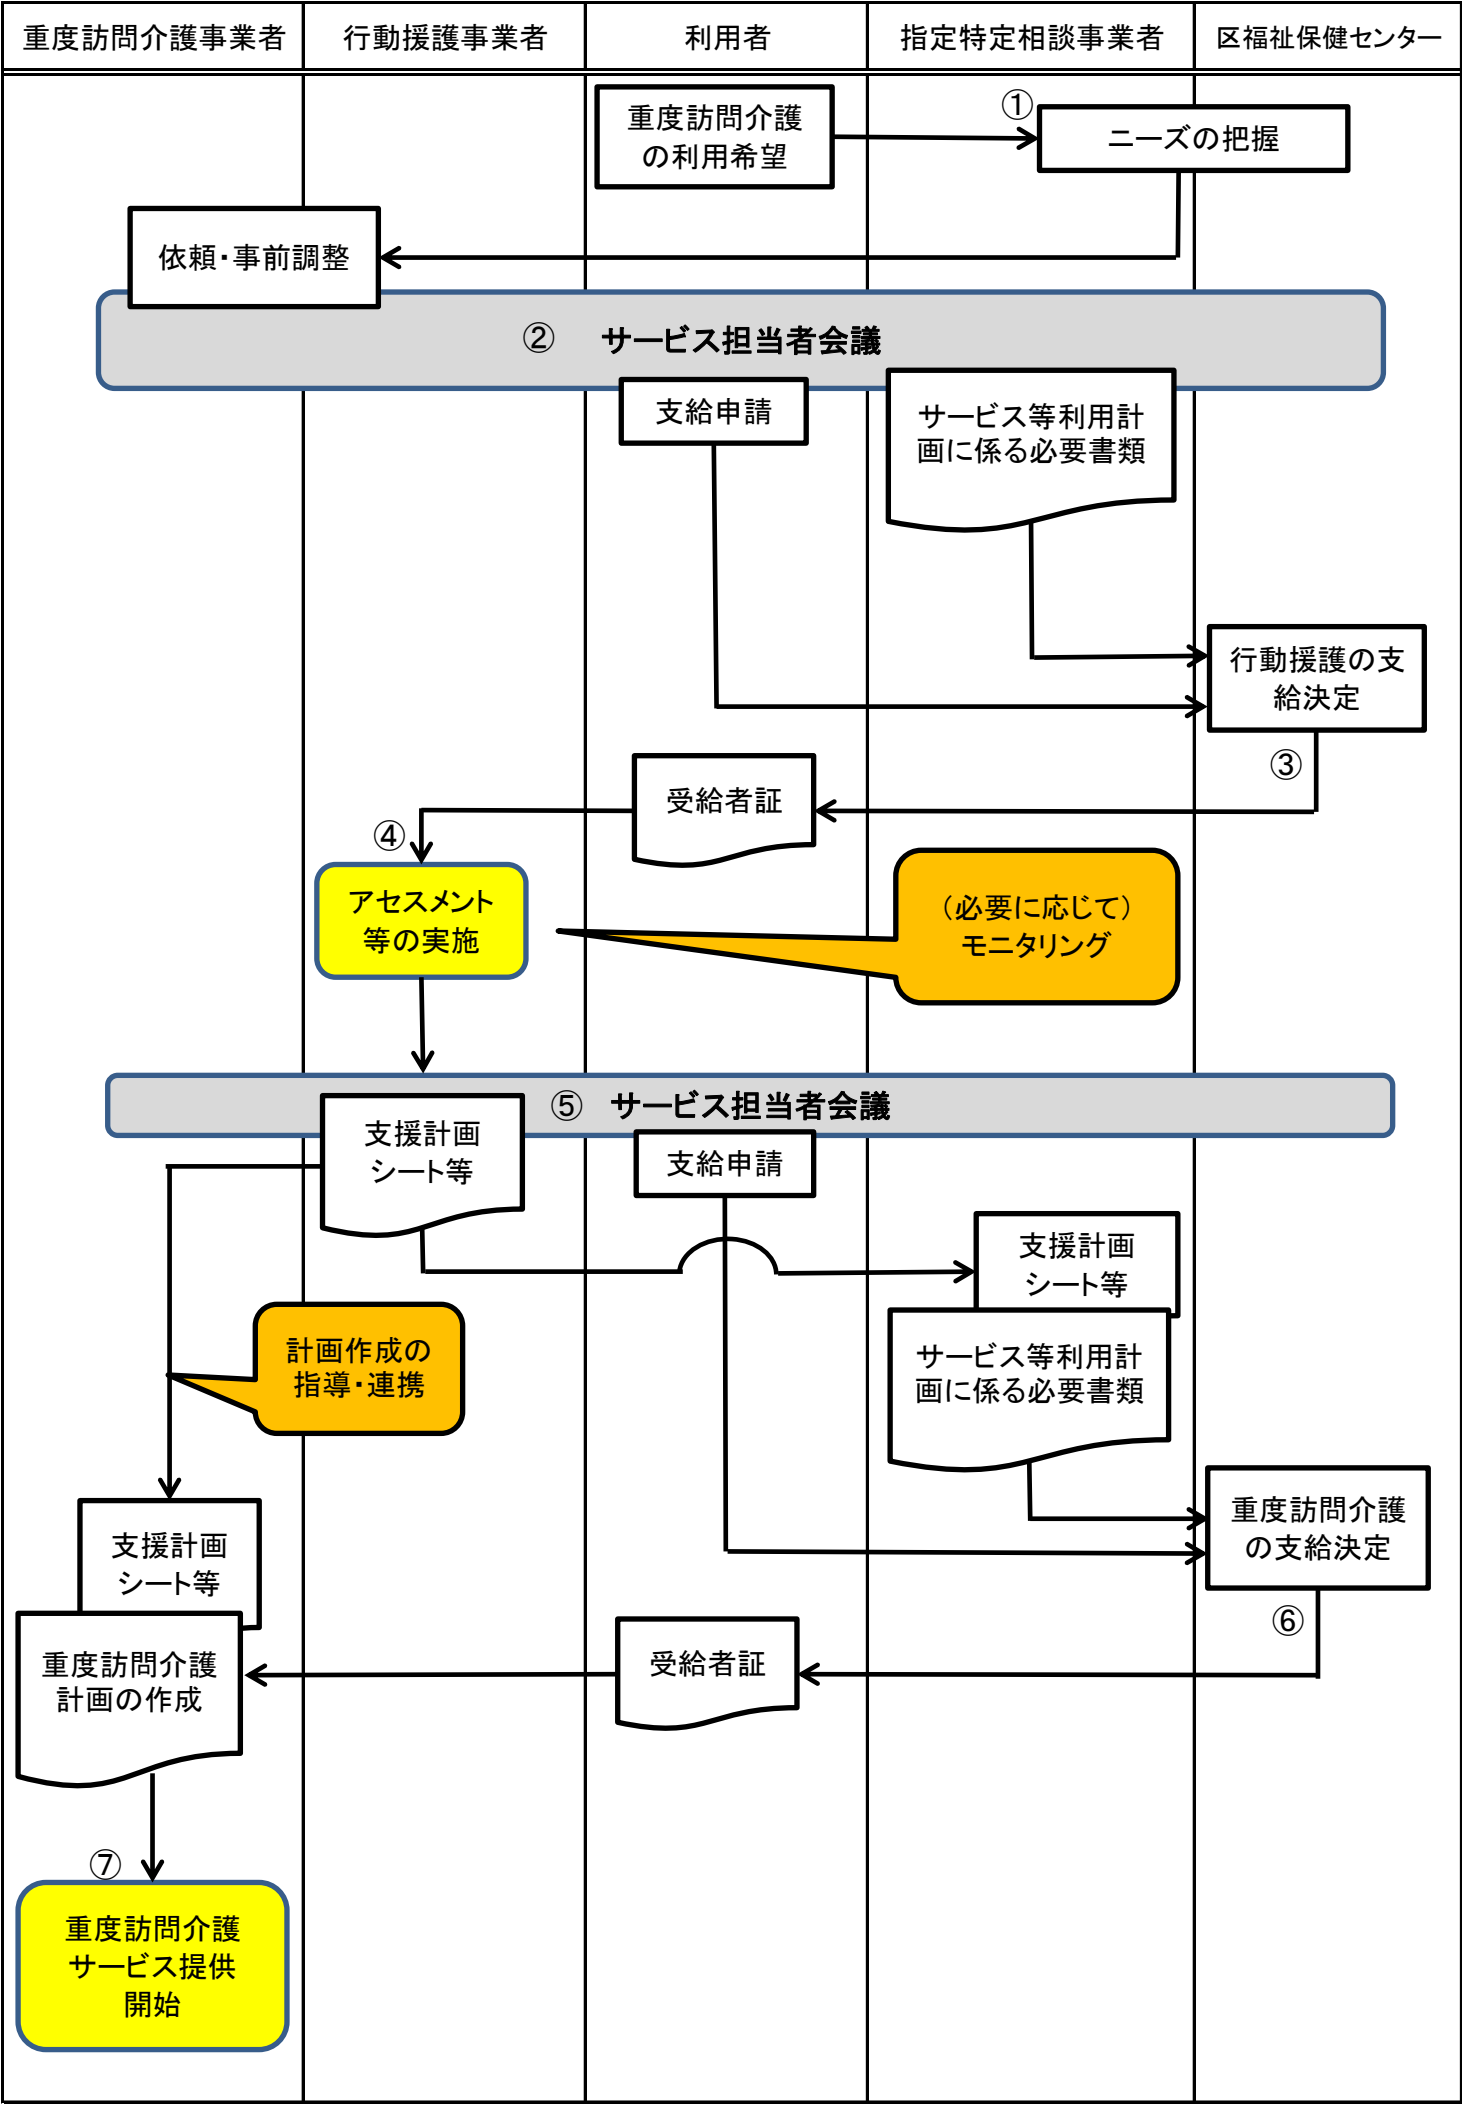 重度訪問介護事業者
行動援護事業者
利用者
指定特定相談事業者
区福祉保健センター
重度訪問介護
の利用希望
①
ニーズの把握
依頼・事前調整
② サービス担当者会議
支給申請
サービス等利用計
画に係る必要書類
行動援護の支
給決定
③
受給者証
④
アセスメント
等の実施
（必要に応じて）
モニタリング
⑤ サービス担当者会議
支援計画
シート等
支給申請
支援計画
シート等
サービス等利用計
画に係る必要書類
計画作成の
指導・連携
重度訪問介護
の支給決定
支援計画
シート等
⑥
受給者証
重度訪問介護
計画の作成
⑦
重度訪問介護
サービス提供
開始